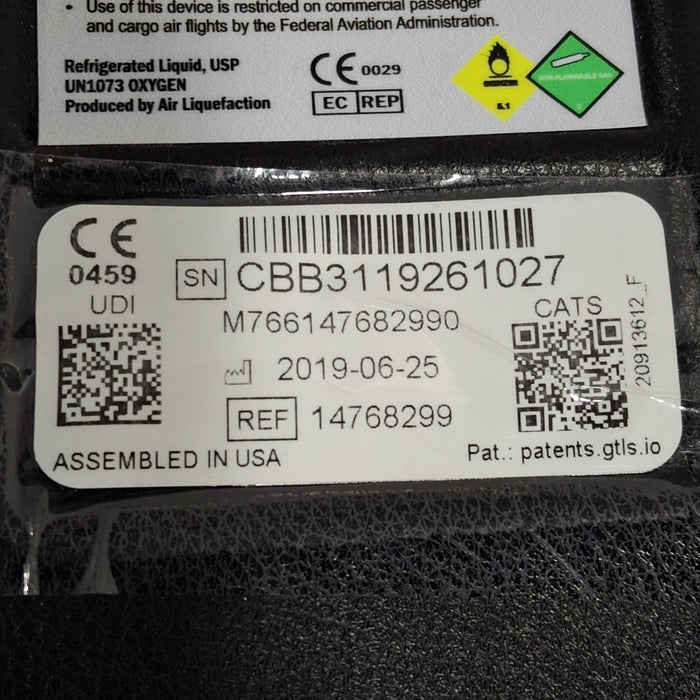 • Use of this device is restricted on commercial passenger
and cargo air flights by the Federal Aviation Administration.
Refrigerated Liquid, USP
UN1073 OXYGEN
Produced by Air Liquefaction
CE 0029
EC REP
5.1
NON-FLAMMABLE GAS
2
CE
0459
UDI
SN CBB3119261027
M766147682990
2019-06-25
REF 14768299
CATS
20913612_F
ASSEMBLED IN USA
Pat.: patents.gtls.io